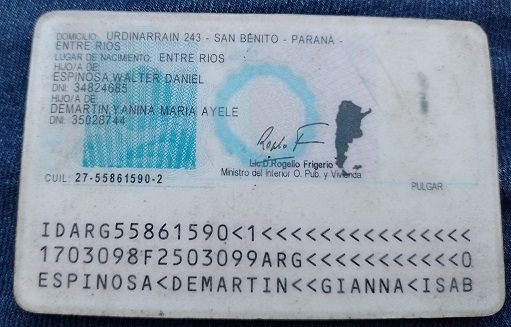 DOMICILIO: URDINARRAIN 243 - SAN BENITO - PARANA -
ENTRE RIOS
LUGAR DE NACIMIENTO: ENTRE RIOS
HIJO/A DE:
ESPINOSA, WALTER DANIEL
DNI: 34824685
HIJO/A DE
DEMARTIN, YANINA MARIA AYELE
DNI: 35028744
Lic.D.Rogelio Frigerio
Ministro del Interior O. Pub. y Vivienda
CUIL: 27-55861590-2
PULGAR
IDARG55861590<1<<<<<<<<<<<<<<<
1703098F2503099ARG<<<<<<<<<<<0
ESPINOSA<DEMARTIN<<GIANNA<ISAB